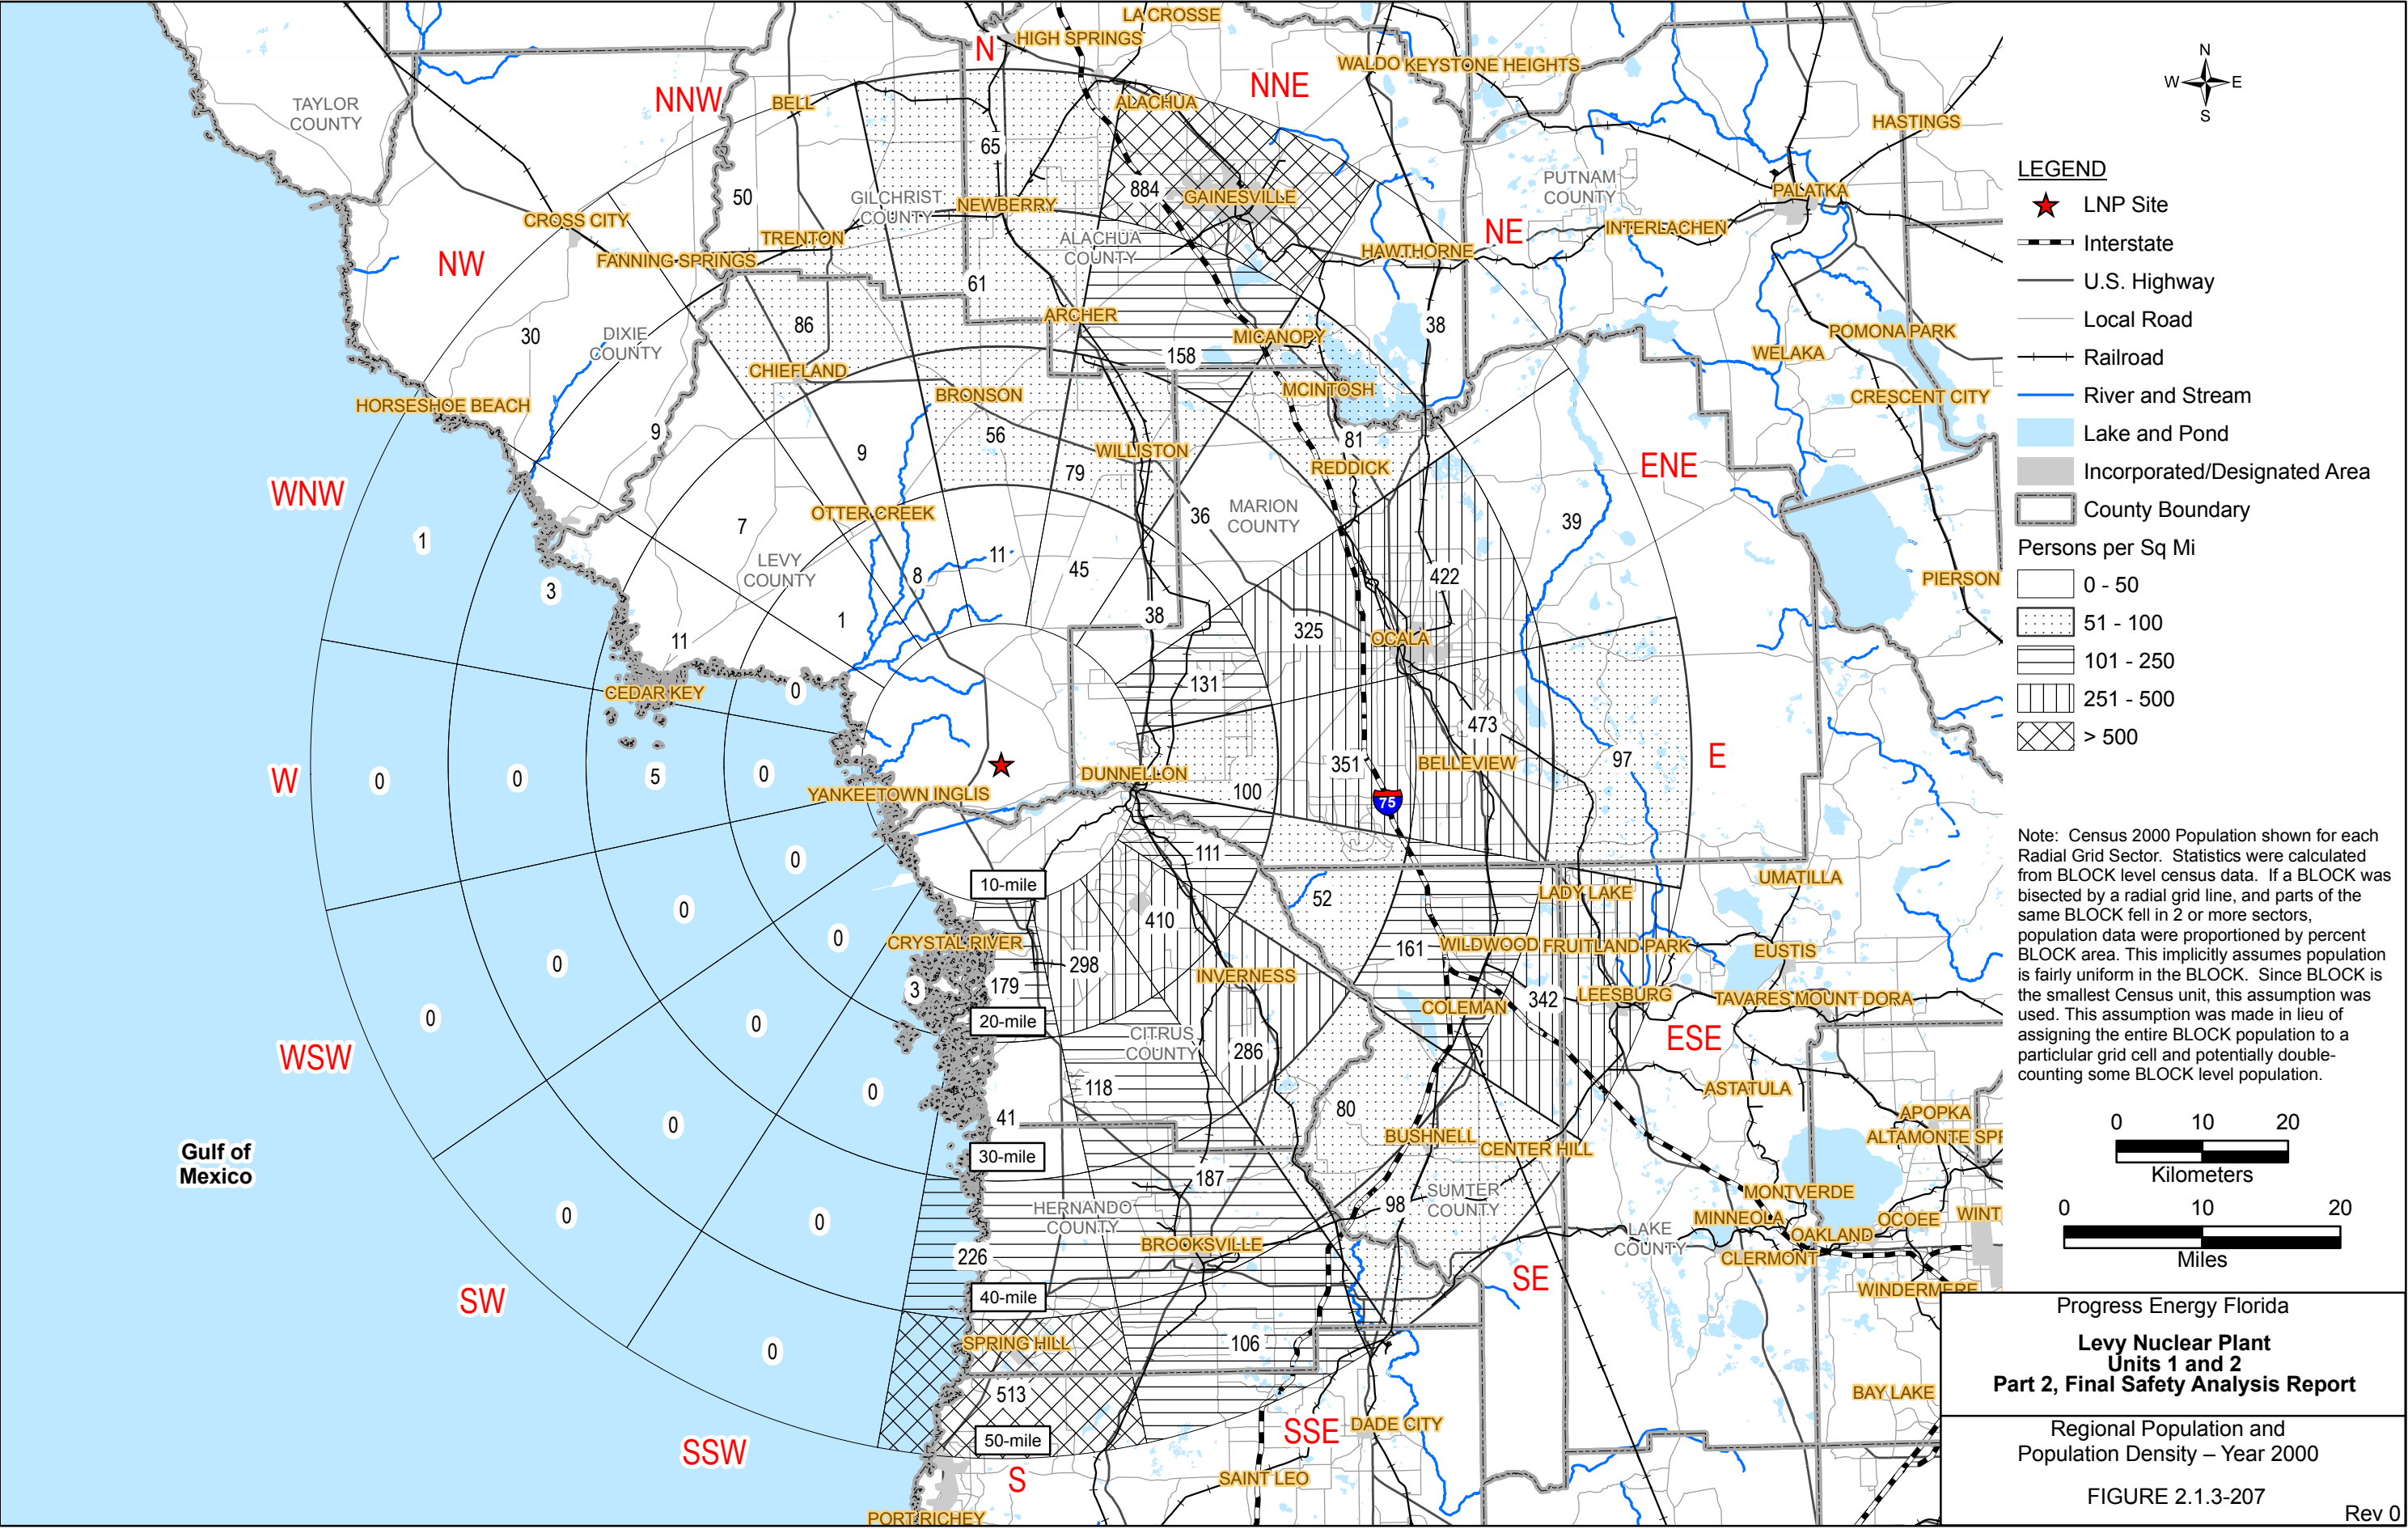 LA CROSSE
HIGH SPRINGS
N
WALDO
KEYSTONE HEIGHTS
NNE
NNW
BELL
ALACHUA
TAYLOR
COUNTY
HASTINGS
65
50
884
GAINESVILLE
GILCHRIST
COUNTY
NEWBERRY
PUTNAM
COUNTY
PALATKA
CROSS CITY
TRENTON
ALACHUA
COUNTY
NE
INTERLACHEN
HAWTHORNE
NW
FANNING SPRINGS
61
ARCHER
86
30
DIXIE
COUNTY
MICANOPY
38
POMONA PARK
158
WELAKA
CHIEFLAND
BRONSON
MCINTOSH
CRESCENT CITY
HORSESHOE BEACH
9
9
56
WILLISTON
81
REDDICK
79
ENE
WNW
OTTER CREEK
7
36
MARION
COUNTY
39
1
LEVY
COUNTY
11
8
45
422
PIERSON
3
1
38
325
OCALA
11
131
CEDAR KEY
0
473
W
0
0
5
0
DUNNELLON
351
BELLEVIEW
97
E
YANKEETOWN
INGLIS
100
75
0
111
10-mile
52
LADY LAKE
UMATILLA
0
410
0
CRYSTAL RIVER
161
WILDWOOD
FRUITLAND PARK
EUSTIS
0
298
INVERNESS
3
179
342
LEESBURG
TAVARES
MOUNT DORA
COLEMAN
0
0
20-mile
CITRUS
COUNTY
ESE
WSW
286
118
ASTATULA
0
80
APOPKA
0
41
BUSHNELL
CENTER HILL
ALTAMONTE SPR
Gulf of
Mexico
30-mile
187
SUMTER
COUNTY
98
MONTVERDE
HERNANDO
COUNTY
MINNEOLA
OCOEE
WINT
0
0
LAKE
COUNTY
OAKLAND
BROOKSVILLE
226
CLERMONT
SE
WINDERMERE
SW
40-mile
SPRING HILL
106
0
513
BAY LAKE
50-mile
SSE
DADE CITY
SSW
S
SAINT LEO
PORT RICHEY
N
W
E
S
LEGEND
LNP Site
Interstate
U.S. Highway
Local Road
Railroad
River and Stream
Lake and Pond
Incorporated/Designated Area
County Boundary
Persons per Sq Mi
0 - 50
51 - 100
101 - 250
251 - 500
> 500
Note: Census 2000 Population shown for each
Radial Grid Sector. Statistics were calculated
from BLOCK level census data. If a BLOCK was
bisected by a radial grid line, and parts of the
same BLOCK fell in 2 or more sectors,
population data were proportioned by percent
BLOCK area. This implicitly assumes population
is fairly uniform in the BLOCK. Since BLOCK is
the smallest Census unit, this assumption was
used. This assumption was made in lieu of
assigning the entire BLOCK population to a
particlular grid cell and potentially double-
counting some BLOCK level population.
0 10 20
Kilometers
0 10 20
Miles
Progress Energy Florida
Levy Nuclear Plant
Units 1 and 2
Part 2, Final Safety Analysis Report
Regional Population and
Population Density – Year 2000
FIGURE 2.1.3-207
Rev 0